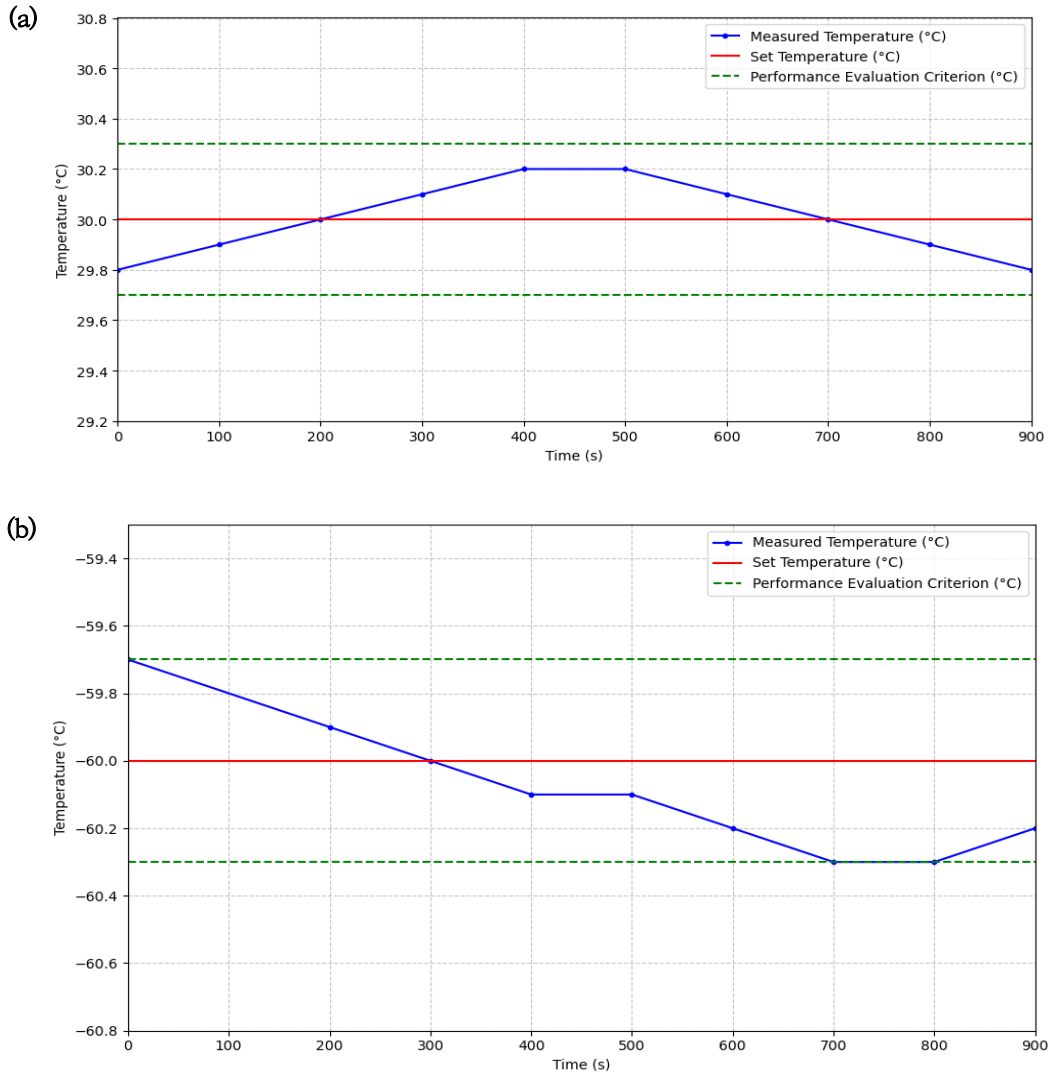 (a)
30.8
30.6
30.4
30.2
30.0
29.8
29.6
29.4
29.2
Temperature (°C)
Measured Temperature (°C)
Set Temperature (°C)
Performance Evaluation Criterion (°C)
0 100 200 300 400 500 600 700 800 900
Time (s)
(b)
−59.4
−59.6
−59.8
−60.0
−60.2
−60.4
−60.6
−60.8
Temperature (°C)
Measured Temperature (°C)
Set Temperature (°C)
Performance Evaluation Criterion (°C)
0 100 200 300 400 500 600 700 800 900
Time (s)